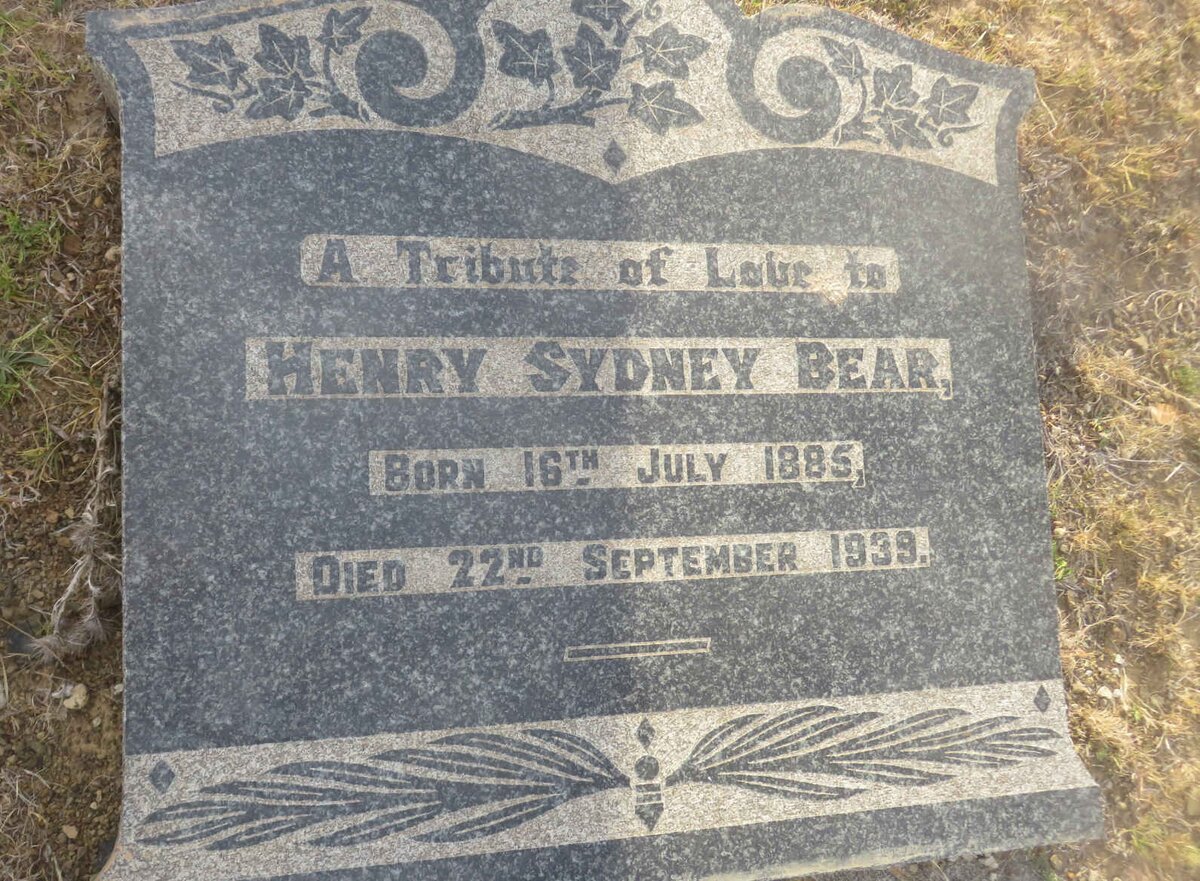 A Tribute of Love to
HENRY SYDNEY BEAR,
BORN 16TH JULY 1885,
DIED 22ND SEPTEMBER 1939.